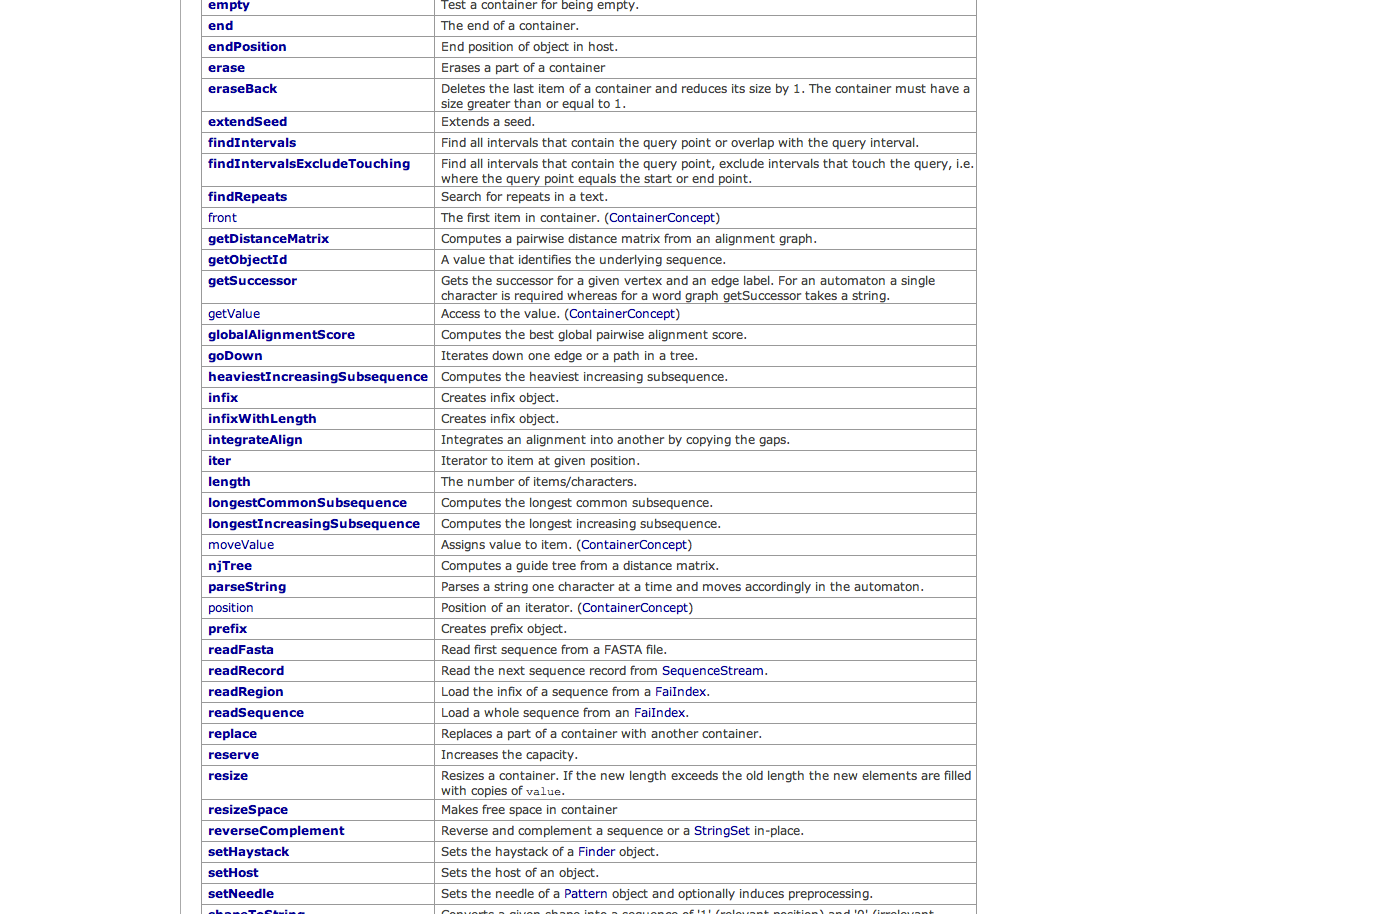 empty Test a container for being empty.
end The end of a container.
endPosition End position of object in host.
erase Erases a part of a container
eraseBack Deletes the last item of a container and reduces its size by 1. The container must have a
size greater than or equal to 1.
extendSeed Extends a seed.
findIntervals Find all intervals that contain the query point or overlap with the query interval.
findIntervalsExcludeTouching Find all intervals that contain the query point, exclude intervals that touch the query, i.e.
where the query point equals the start or end point.
findRepeats Search for repeats in a text.
front The first item in container. (ContainerConcept)
getDistanceMatrix Computes a pairwise distance matrix from an alignment graph.
getObjectId A value that identifies the underlying sequence.
getSuccessor Gets the successor for a given vertex and an edge label. For an automaton a single
character is required whereas for a word graph getSuccessor takes a string.
getValue Access to the value. (ContainerConcept)
globalAlignmentScore Computes the best global pairwise alignment score.
goDown Iterates down one edge or a path in a tree.
heaviestIncreasingSubsequence Computes the heaviest increasing subsequence.
infix Creates infix object.
infixWithLength Creates infix object.
integrateAlign Integrates an alignment into another by copying the gaps.
iter Iterator to item at given position.
length The number of items/characters.
longestCommonSubsequence Computes the longest common subsequence.
longestIncreasingSubsequence Computes the longest increasing subsequence.
moveValue Assigns value to item. (ContainerConcept)
njTree Computes a guide tree from a distance matrix.
parseString Parses a string one character at a time and moves accordingly in the automaton.
position Position of an iterator. (ContainerConcept)
prefix Creates prefix object.
readFasta Read first sequence from a FASTA file.
readRecord Read the next sequence record from SequenceStream.
readRegion Load the infix of a sequence from a FaiIndex.
readSequence Load a whole sequence from an FaiIndex.
replace Replaces a part of a container with another container.
reserve Increases the capacity.
resize Resizes a container. If the new length exceeds the old length the new elements are filled
with copies of value.
resizeSpace Makes free space in container
reverseComplement Reverse and complement a sequence or a StringSet in-place.
setHaystack Sets the haystack of a Finder object.
setHost Sets the host of an object.
setNeedle Sets the needle of a Pattern object and optionally induces preprocessing.
shapeToString Converts a given shape into a sequence of '1' (relevant position) and '0' (irrelevant